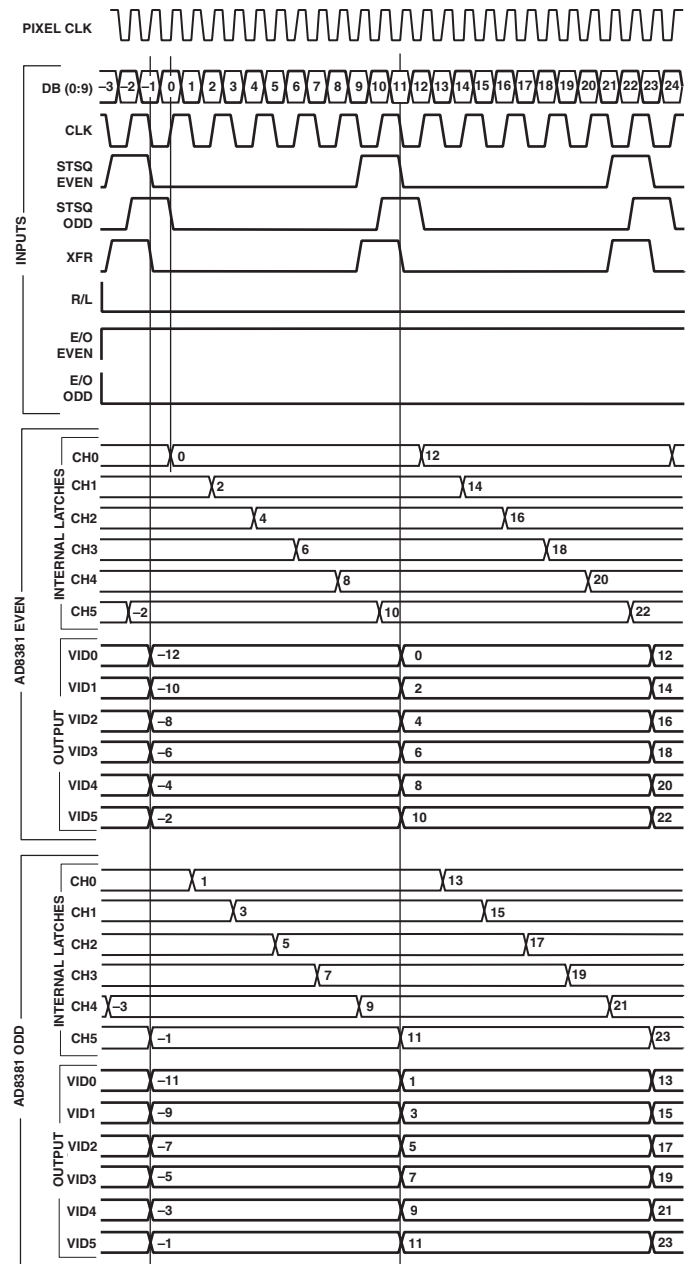 PIXEL CLK
DB (0:9) –3 –2 –1 0 1 2 3 4 5 6 7 8 9 10 11 12 13 14 15 16 17 18 19 20 21 22 23 24
CLK
STSQ
EVEN
STSQ
ODD
XFR
R/L
E/O
EVEN
E/O
ODD
INPUTS
AD8381 EVEN
INTERNAL LATCHES
CH0 0 12
CH1 2 14
CH2 4 16
CH3 6 18
CH4 8 20
CH5 –2 10 22
OUTPUT
VID0 –12 0 12
VID1 –10 2 14
VID2 –8 4 16
VID3 –6 6 18
VID4 –4 8 20
VID5 –2 10 22
AD8381 ODD
INTERNAL LATCHES
CH0 1 13
CH1 3 15
CH2 5 17
CH3 7 19
CH4 –3 9 21
CH5 –1 11 23
OUTPUT
VID0 –11 1 13
VID1 –9 3 15
VID2 –7 5 17
VID3 –5 7 19
VID4 –3 9 21
VID5 –1 11 23